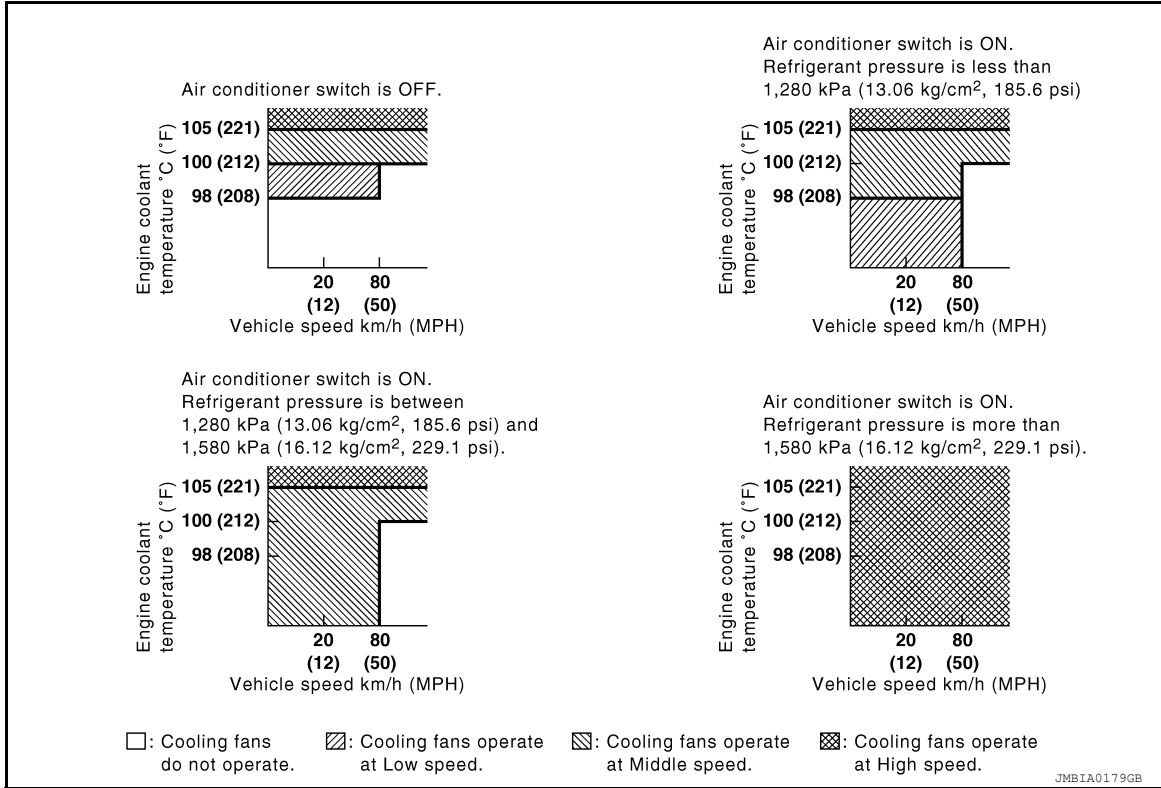 Air conditioner switch is OFF.
Engine coolant
temperature ˚C (˚F)
105 (221)
100 (212)
98 (208)
20
(12)
80
(50)
Vehicle speed km/h (MPH)
Air conditioner switch is ON.
Refrigerant pressure is less than
1,280 kPa (13.06 kg/cm², 185.6 psi)
Engine coolant
temperature ˚C (˚F)
105 (221)
100 (212)
98 (208)
20
(12)
80
(50)
Vehicle speed km/h (MPH)
Air conditioner switch is ON.
Refrigerant pressure is between
1,280 kPa (13.06 kg/cm², 185.6 psi) and
1,580 kPa (16.12 kg/cm², 229.1 psi).
Engine coolant
temperature ˚C (˚F)
105 (221)
100 (212)
98 (208)
20
(12)
80
(50)
Vehicle speed km/h (MPH)
Air conditioner switch is ON.
Refrigerant pressure is more than
1,580 kPa (16.12 kg/cm², 229.1 psi).
Engine coolant
temperature ˚C (˚F)
105 (221)
100 (212)
98 (208)
20
(12)
80
(50)
Vehicle speed km/h (MPH)
: Cooling fans
do not operate.
: Cooling fans operate
at Low speed.
: Cooling fans operate
at Middle speed.
: Cooling fans operate
at High speed.
JMBIA0179GB